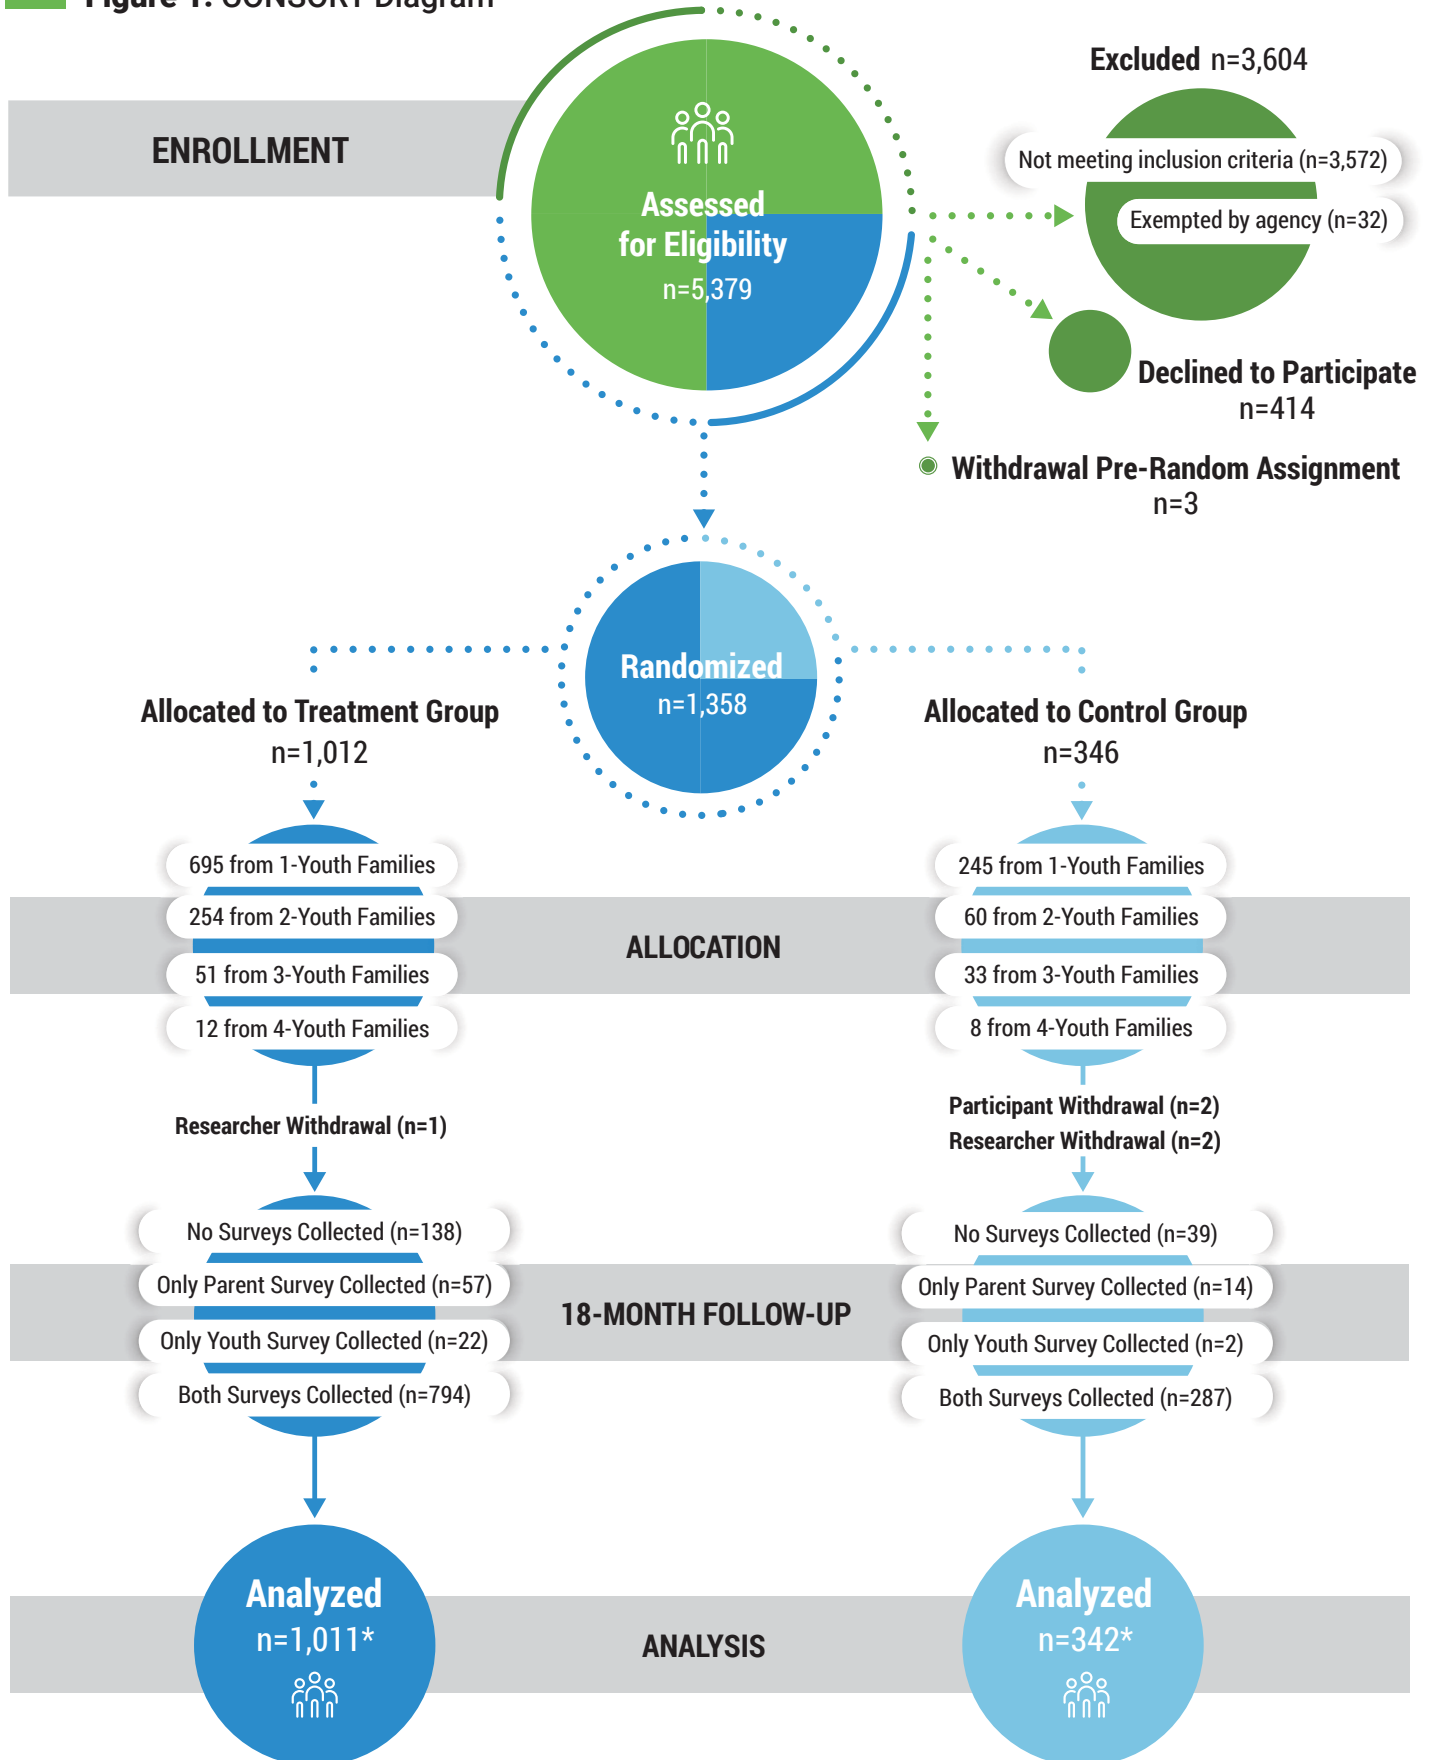 Figure 1. CONSORT Diagram
ENROLLMENT
Assessed
for Eligibility
n=5,379
Excluded n=3,604
Not meeting inclusion criteria (n=3,572)
Exempted by agency (n=32)
Declined to Participate
n=414
Withdrawal Pre-Random Assignment
n=3
Randomized
n=1,358
Allocated to Treatment Group
n=1,012
Allocated to Control Group
n=346
695 from 1-Youth Families
254 from 2-Youth Families
51 from 3-Youth Families
12 from 4-Youth Families
ALLOCATION
245 from 1-Youth Families
60 from 2-Youth Families
33 from 3-Youth Families
8 from 4-Youth Families
Researcher Withdrawal (n=1)
Participant Withdrawal (n=2)
Researcher Withdrawal (n=2)
No Surveys Collected (n=138)
Only Parent Survey Collected (n=57)
Only Youth Survey Collected (n=22)
Both Surveys Collected (n=794)
18-MONTH FOLLOW-UP
No Surveys Collected (n=39)
Only Parent Survey Collected (n=14)
Only Youth Survey Collected (n=2)
Both Surveys Collected (n=287)
Analyzed
n=1,011*
ANALYSIS
Analyzed
n=342*